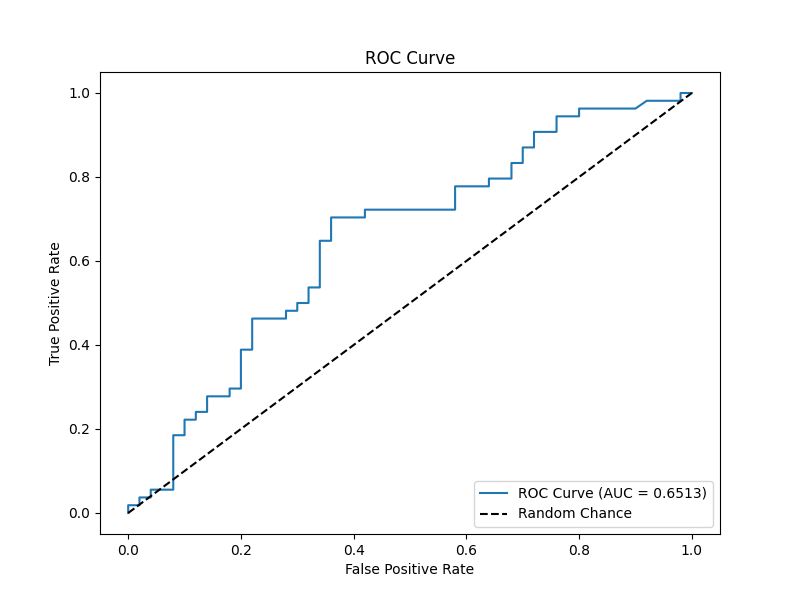 ROC Curve
1.0
0.8
0.6
0.4
0.2
0.0
True Positive Rate
0.0 0.2 0.4 0.6 0.8 1.0
False Positive Rate
ROC Curve (AUC = 0.6513)
Random Chance